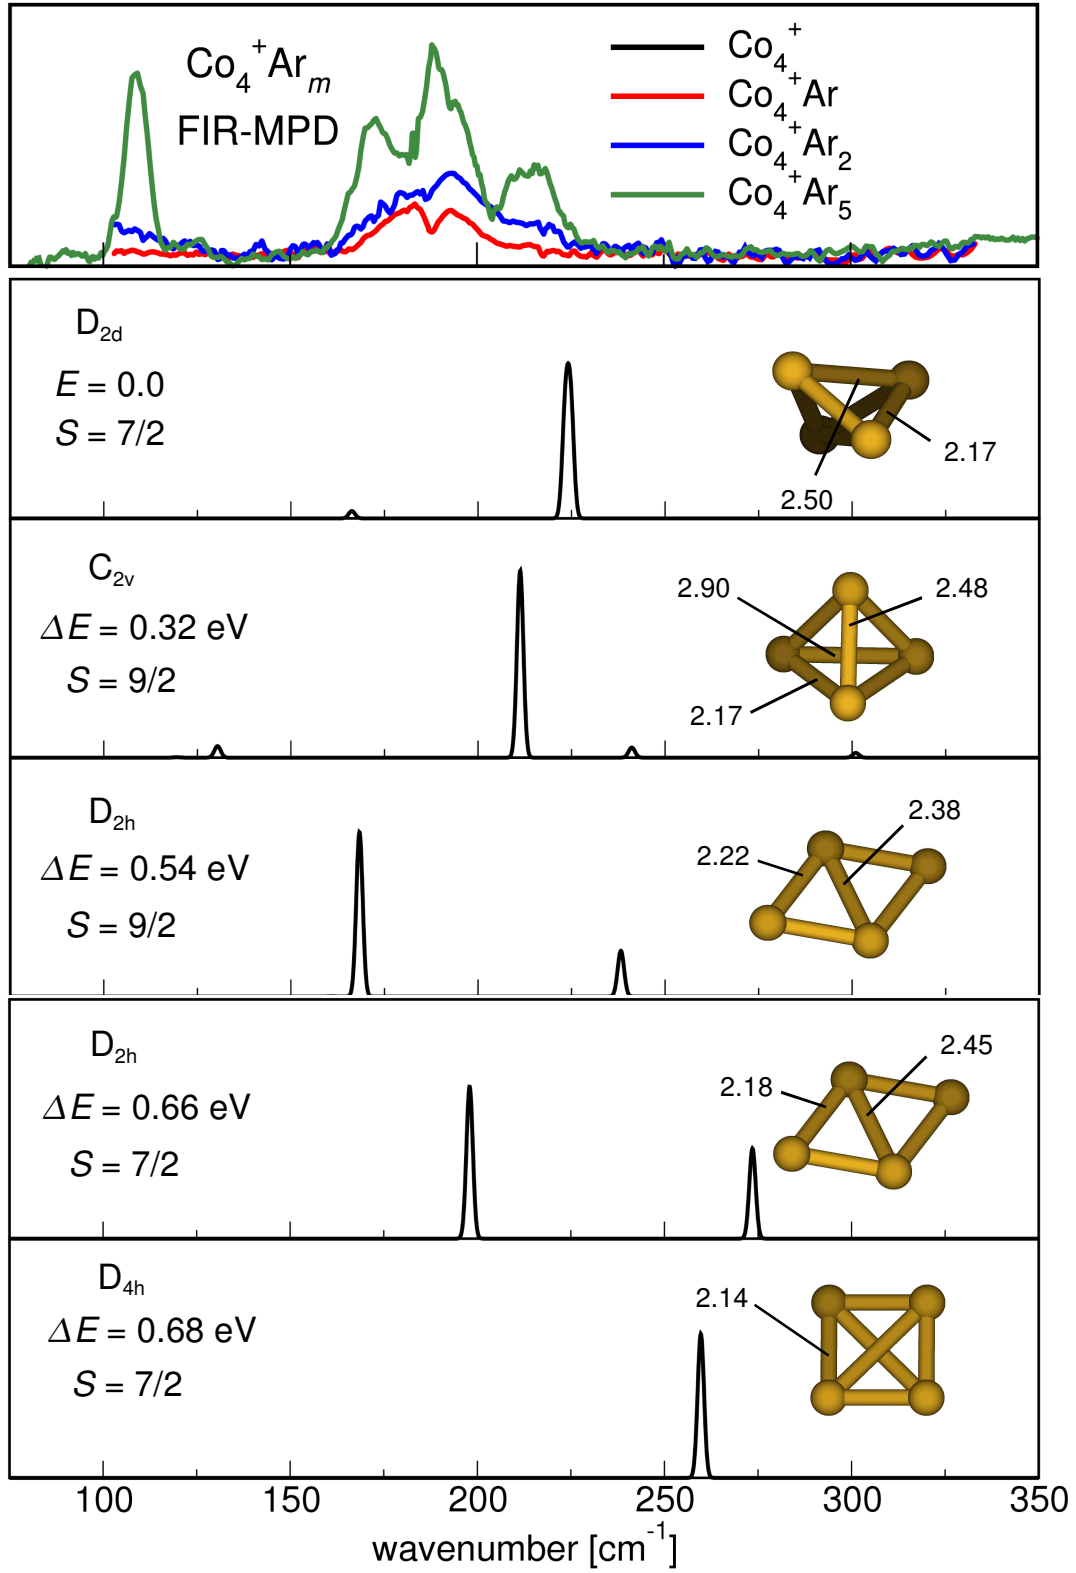 Co₄⁺Arₘ
FIR-MPD
Co₄⁺
Co₄⁺Ar
Co₄⁺Ar₂
Co₄⁺Ar₅
D₂d
E = 0.0
S = 7/2
2.17
2.50
C₂ᵥ
ΔE = 0.32 eV
S = 9/2
2.90
2.48
2.17
D₂ₕ
ΔE = 0.54 eV
S = 9/2
2.38
2.22
D₂ₕ
ΔE = 0.66 eV
S = 7/2
2.45
2.18
D₄ₕ
ΔE = 0.68 eV
S = 7/2
2.14
100 150 200 250 300 350
wavenumber [cm⁻¹]